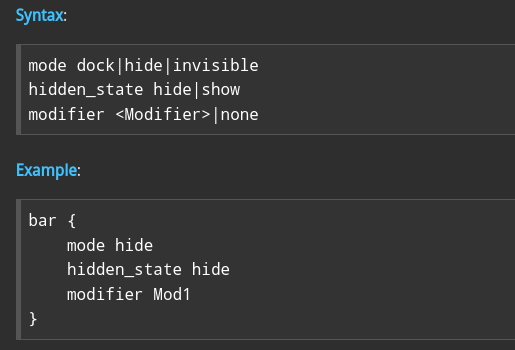 Syntax:
mode dock|hide|invisible
hidden_state hide|show
modifier <Modifier>|none
Example:
bar {
    mode hide
    hidden_state hide
    modifier Mod1
}